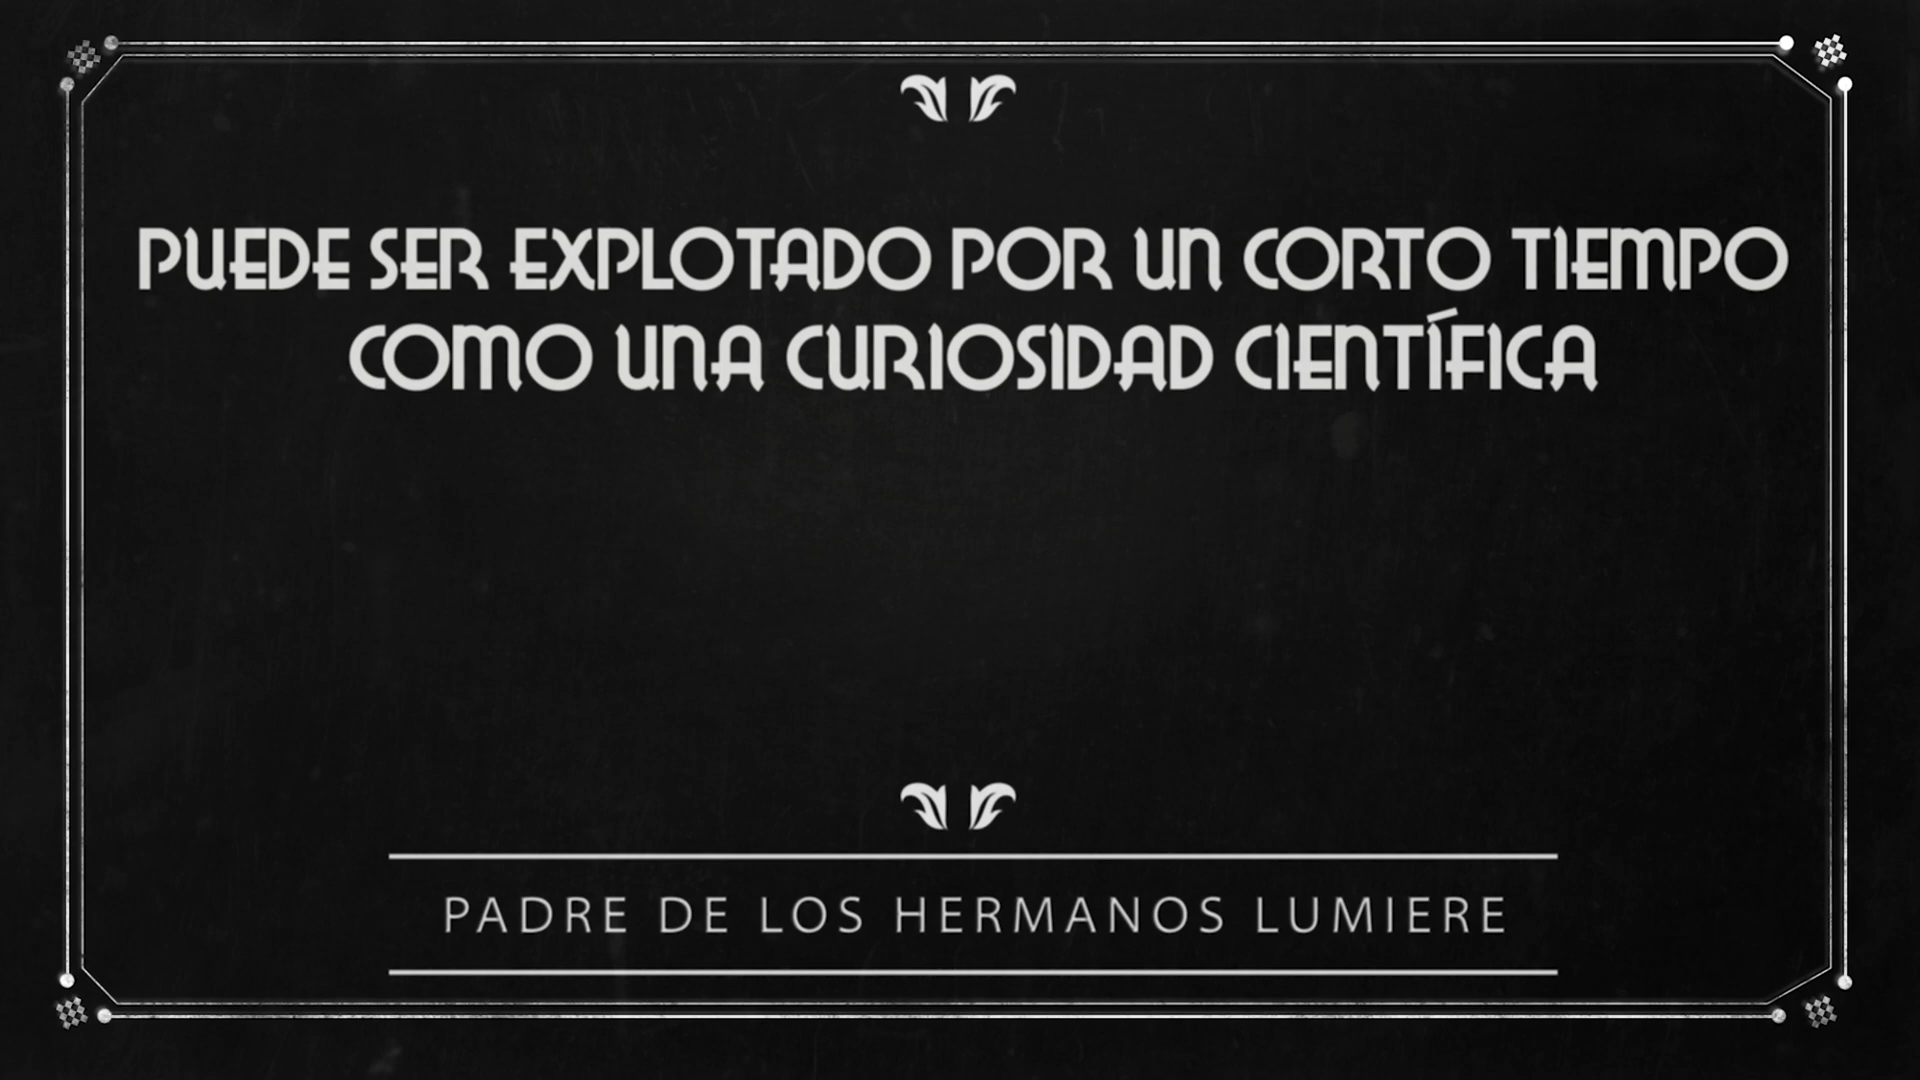 PUEDE SER EXPLOTADO POR UN CORTO TIEMPO
COMO UNA CURIOSIDAD CIENTÍFICA
PADRE DE LOS HERMANOS LUMIERE